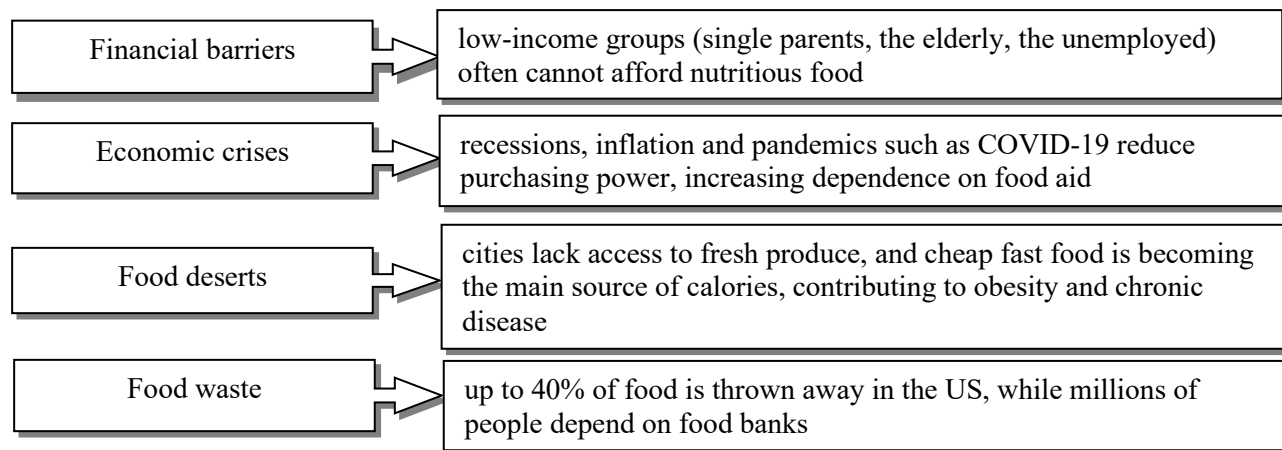 Financial barriers
low-income groups (single parents, the elderly, the unemployed)
often cannot afford nutritious food
Economic crises
recessions, inflation and pandemics such as COVID-19 reduce
purchasing power, increasing dependence on food aid
Food deserts
cities lack access to fresh produce, and cheap fast food is becoming
the main source of calories, contributing to obesity and chronic
disease
Food waste
up to 40% of food is thrown away in the US, while millions of
people depend on food banks